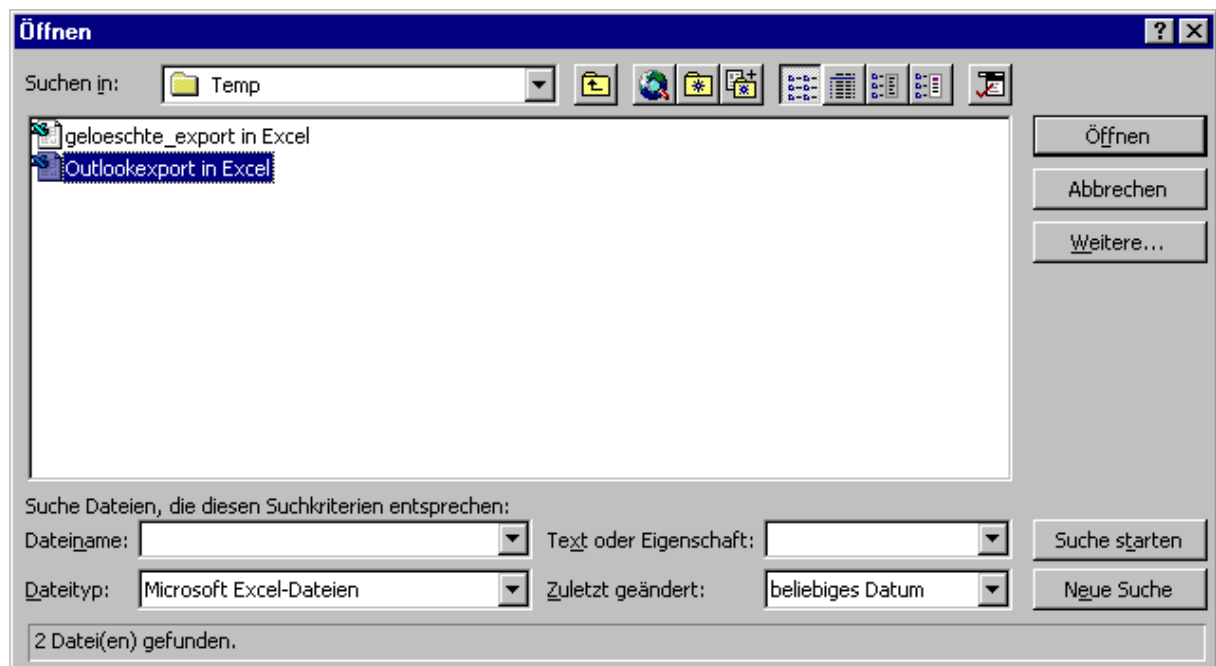 Öffnen
Suchen in: Temp
geloeschte_export in Excel
Outlookexport in Excel
Öffnen
Abbrechen
Weitere...
Suche Dateien, die diesen Suchkriterien entsprechen:
Dateiname: Text oder Eigenschaft: Suche starten
Dateityp: Microsoft Excel-Dateien Zuletzt geändert: beliebiges Datum Neue Suche
2 Datei(en) gefunden.